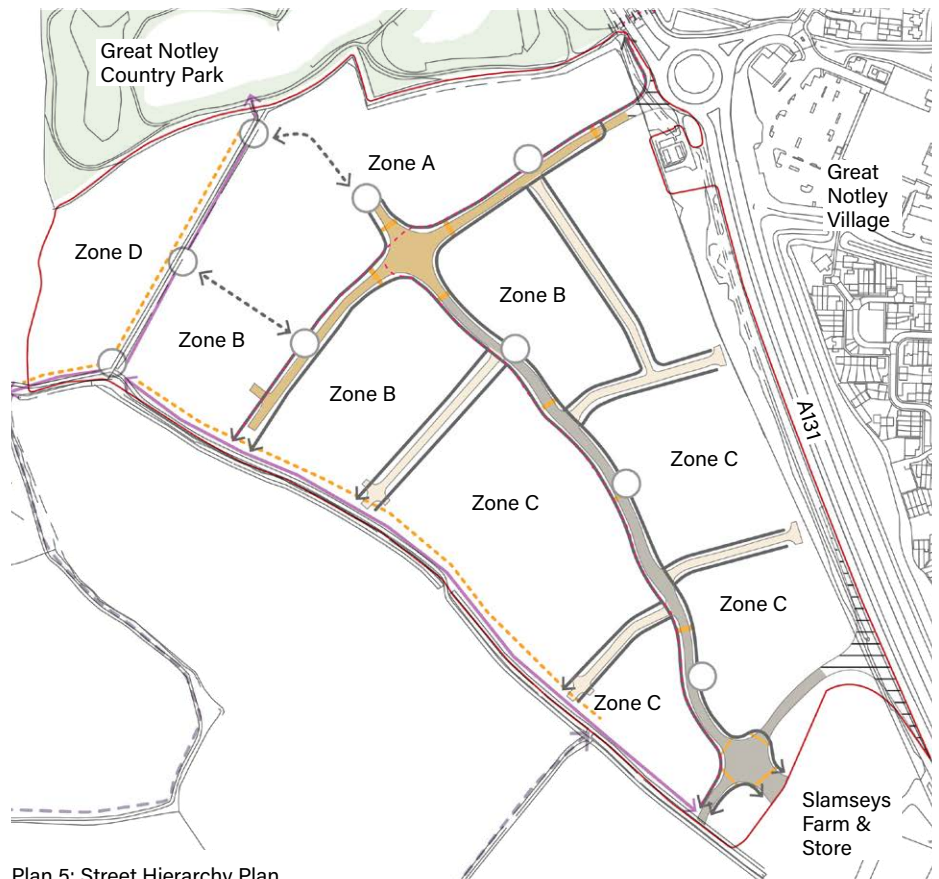 Great Notley
Country Park
Zone A
Great
Notley
Village
Zone D
Zone B
Zone B
Zone B
A131
Zone C
Zone C
Zone C
Zone C
Slamseys
Farm &
Store
Plan 5: Street Hierarchy Plan